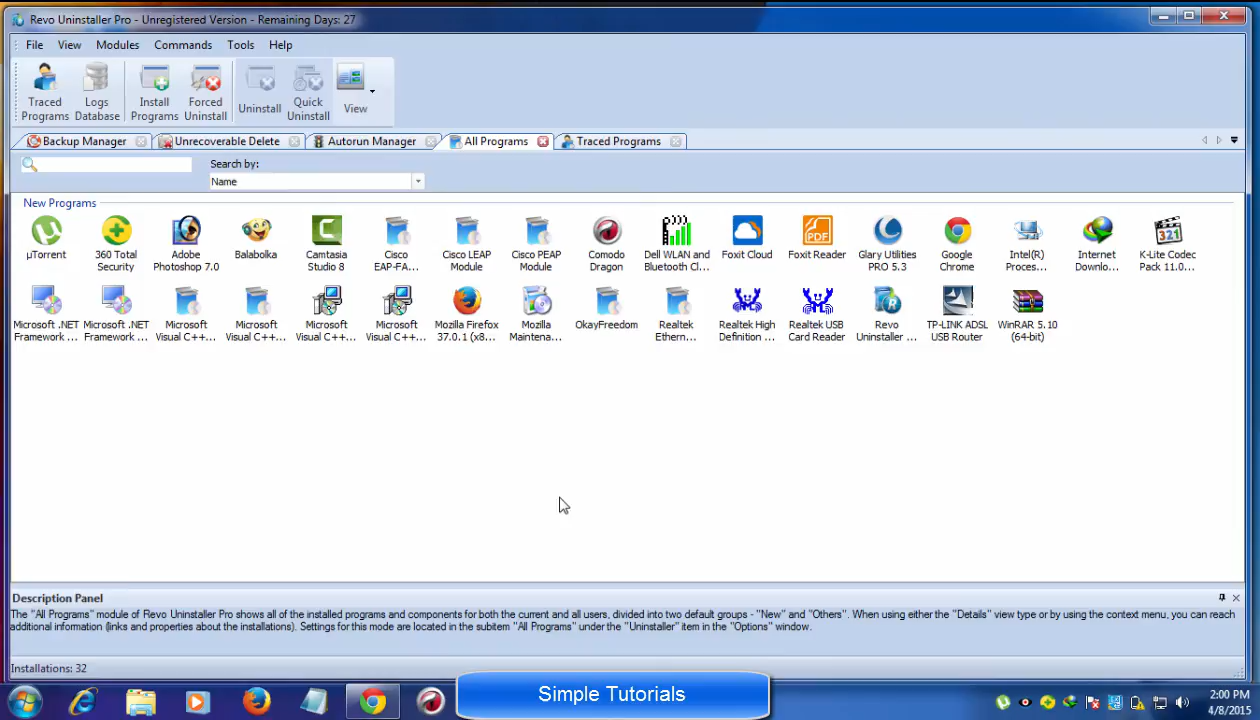 Revo Uninstaller Pro - Unregistered Version - Remaining Days: 27
File View Modules Commands Tools Help
Traced Programs
Logs Database
Install Programs
Forced Uninstall
Uninstall
Quick Uninstall
View
Backup Manager
Unrecoverable Delete
Autorun Manager
All Programs
Traced Programs
Search by:
Name
New Programs
µTorrent
360 Total Security
Adobe Photoshop 7.0
Balabolka
Camtasia Studio 8
Cisco EAP-FA...
Cisco LEAP Module
Cisco PEAP Module
Comodo Dragon
Dell WLAN and Bluetooth Cl...
Foxit Cloud
PDF
Foxit Reader
Glary Utilities PRO 5.3
Google Chrome
Intel(R) Proces...
Internet Downlo...
321
K-Lite Codec Pack 11.0...
Microsoft .NET Framework ...
Microsoft .NET Framework ...
Microsoft Visual C++...
Microsoft Visual C++...
Microsoft Visual C++...
Microsoft Visual C++...
Mozilla Firefox 37.0.1 (x8...
Mozilla Maintena...
OkayFreedom
Realtek Ethern...
Realtek High Definition ...
Realtek USB Card Reader
Revo Uninstaller ...
TP-LINK ADSL USB Router
WinRAR 5.10 (64-bit)
Description Panel
The "All Programs" module of Revo Uninstaller Pro shows all of the installed programs and components for both the current and all users, divided into two default groups - "New" and "Others". When using either the "Details" view type or by using the context menu, you can reach
additional information (links and properties about the installations). Settings for this mode are located in the subitem "All Programs" under the "Uninstaller" item in the "Options" window.
Installations: 32
Simple Tutorials
2:00 PM
4/8/2015